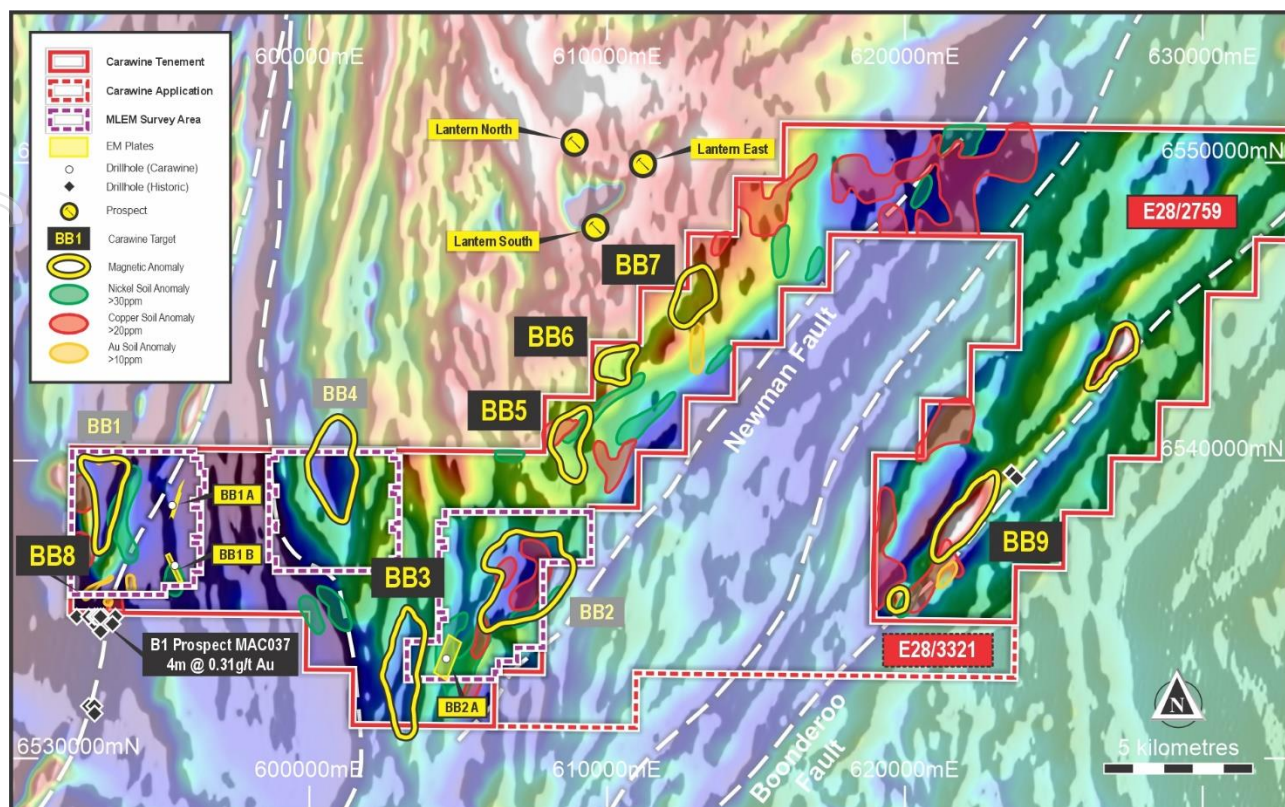 Carawine Tenement
Carawine Application
MLEM Survey Area
EM Plates
Drillhole (Carawine)
Drillhole (Historic)
Prospect
BB1
Carawine Target
Magnetic Anomaly
Nickel Soil Anomaly
>30ppm
Copper Soil Anomaly
>20ppm
Au Soil Anomaly
>10ppm
600000mE
610000mE
620000mE
630000mE
Lantern North
Lantern East
Lantern South
6550000mN
E28/2759
BB7
BB6
BB5
BB4
BB1
Newman Fault
6540000mN
BB1 A
BB1 B
BB8
BB3
BB2
BB9
B1 Prospect MAC037
4m @ 0.31g/t Au
BB2 A
E28/3321
6530000mN
600000mE
610000mE
620000mE
Boonderoo
Fault
N
5 kilometres